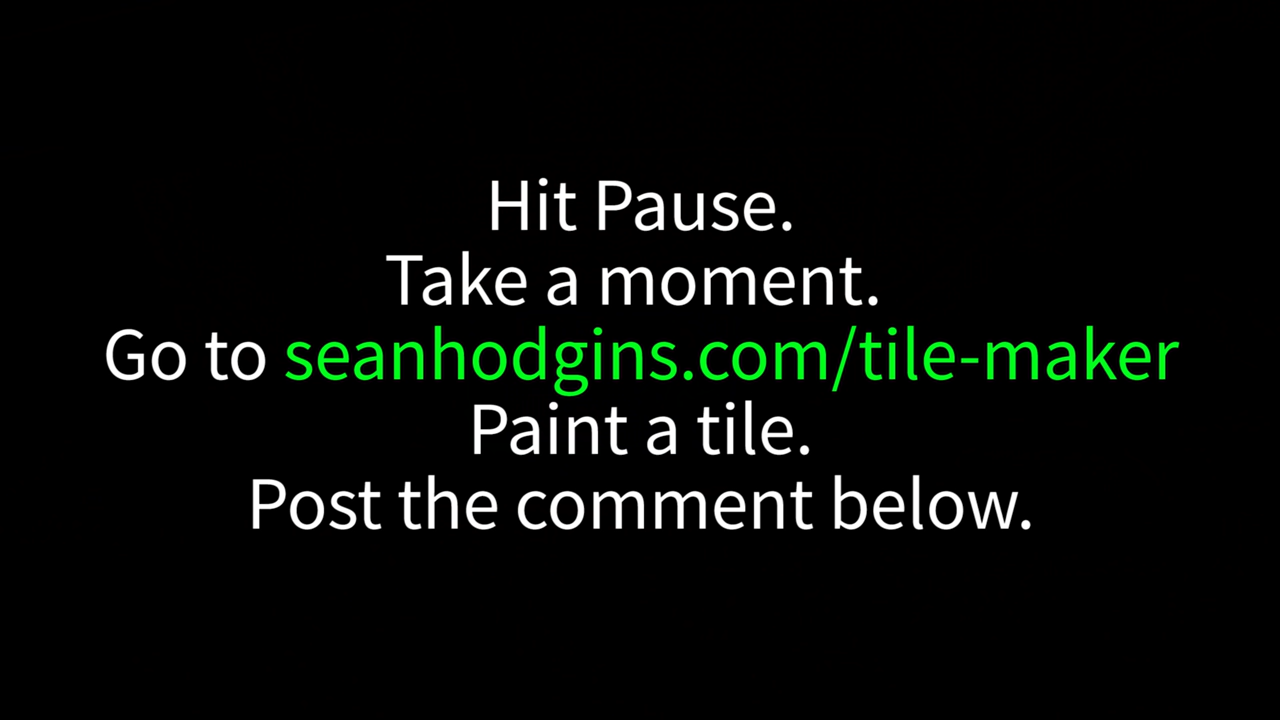 Hit Pause.
Take a moment.
Go to seanhodgins.com/tile-maker
Paint a tile.
Post the comment below.